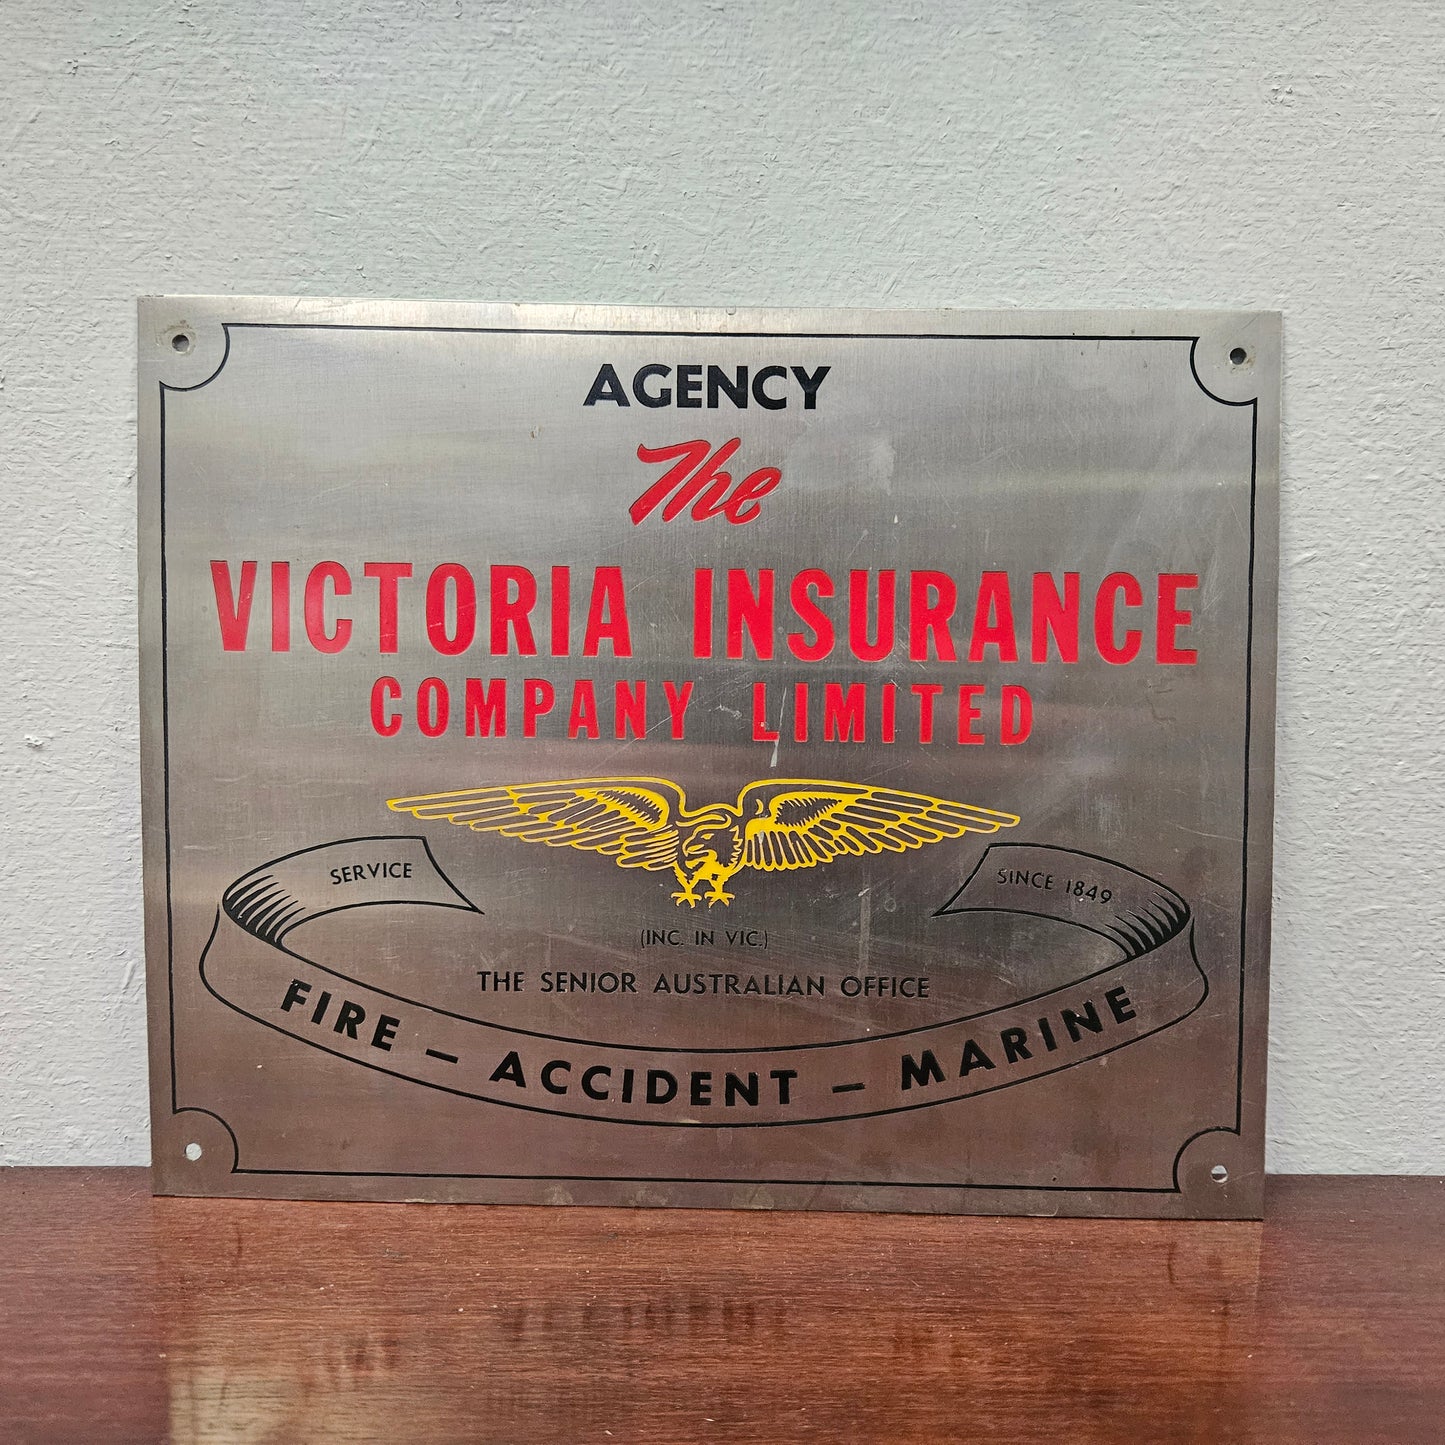 AGENCY
The
VICTORIA INSURANCE
COMPANY LIMITED
SERVICE
SINCE 1849
(INC. IN VIC.)
THE SENIOR AUSTRALIAN OFFICE
FIRE – ACCIDENT – MARINE